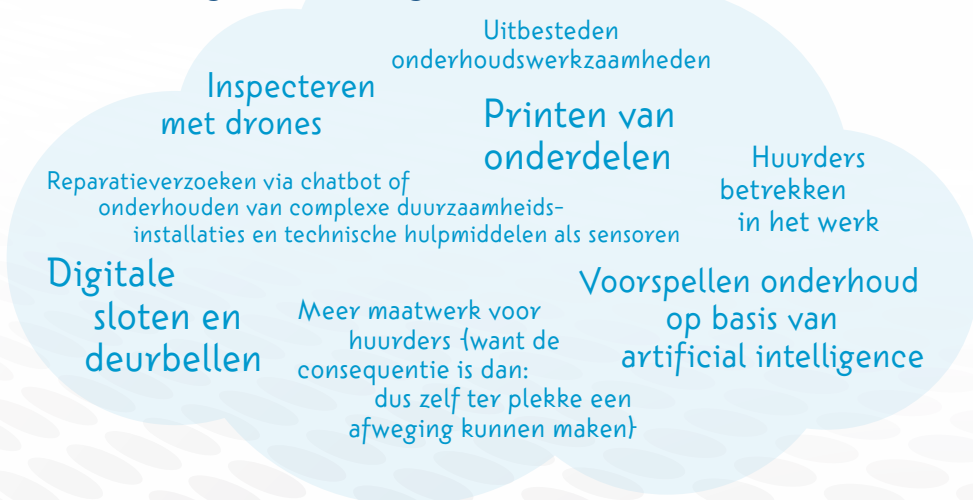 Uitbesteden
onderhoudswerkzaamheden
Inspecteren
met drones
Printen van
onderdelen
Huurders
betrekken
in het werk
Reparatieverzoeken via chatbot of
onderhouden van complexe duurzaamheids-
installaties en technische hulpmiddelen als sensoren
Digitale
sloten en
deurbellen
Meer maatwerk voor
huurders (want de
consequentie is dan:
dus zelf ter plekke een
afweging kunnen maken)
Voorspellen onderhoud
op basis van
artificial intelligence